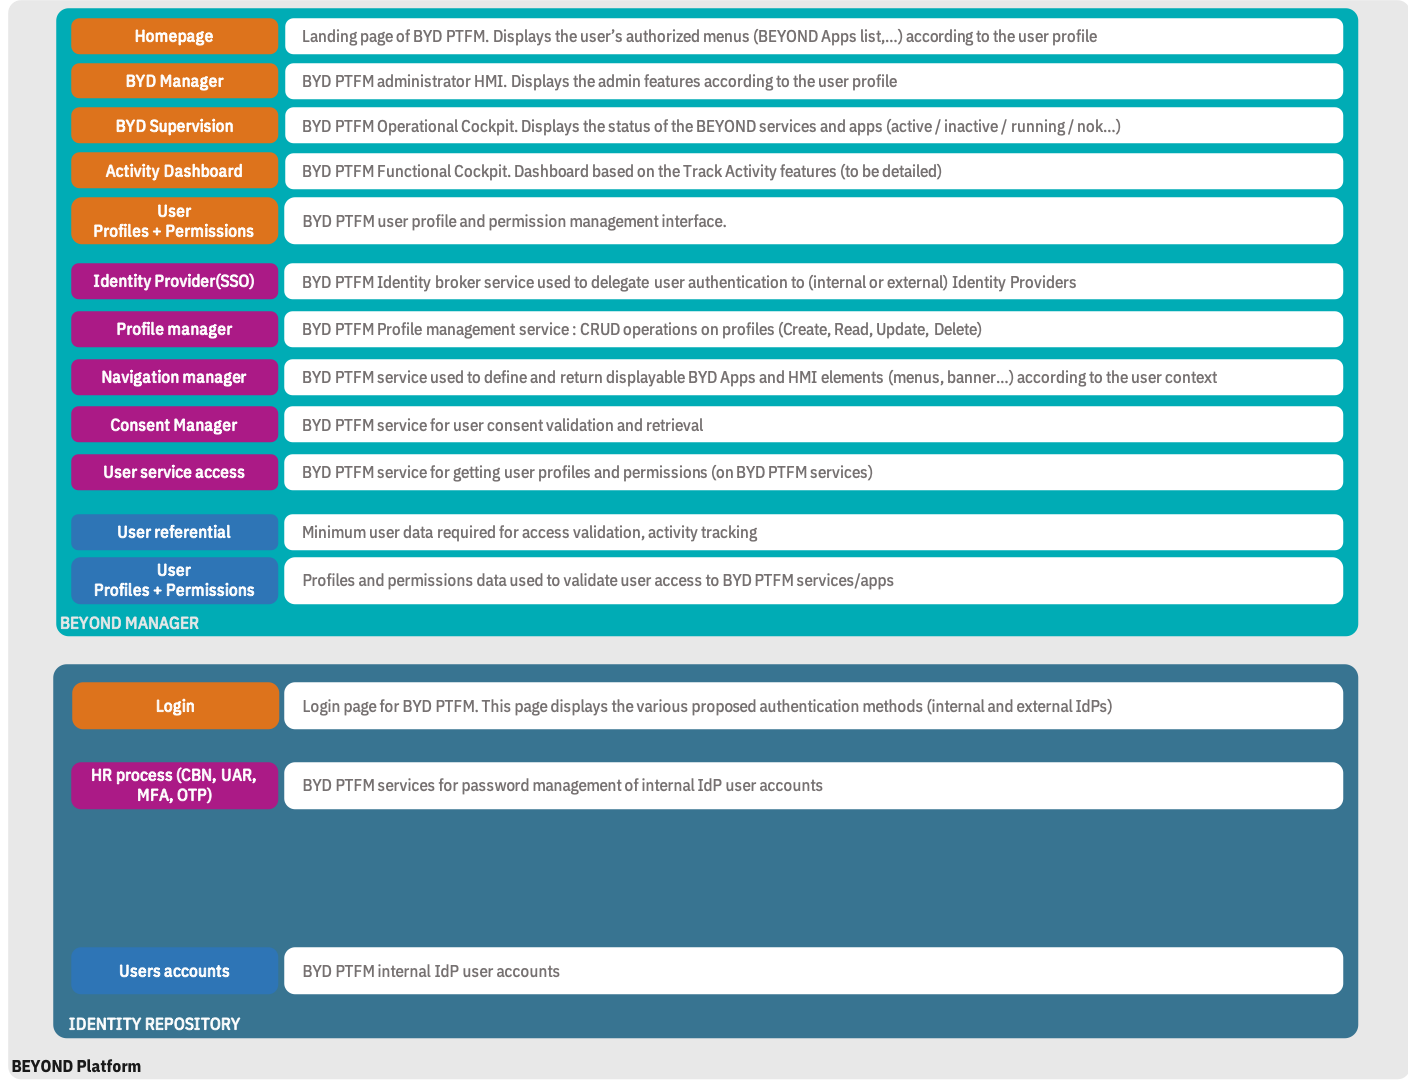 Homepage
Landing page of BYD PTFM. Displays the user’s authorized menus (BEYOND Apps list,...) according to the user profile
BYD Manager
BYD PTFM administrator HMI. Displays the admin features according to the user profile
BYD Supervision
BYD PTFM Operational Cockpit. Displays the status of the BEYOND services and apps (active / inactive / running / nok...)
Activity Dashboard
BYD PTFM Functional Cockpit. Dashboard based on the Track Activity features (to be detailed)
User
Profiles + Permissions
BYD PTFM user profile and permission management interface.
Identity Provider(SSO)
BYD PTFM Identity broker service used to delegate user authentication to (internal or external) Identity Providers
Profile manager
BYD PTFM Profile management service : CRUD operations on profiles (Create, Read, Update, Delete)
Navigation manager
BYD PTFM service used to define and return displayable BYD Apps and HMI elements (menus, banner...) according to the user context
Consent Manager
BYD PTFM service for user consent validation and retrieval
User service access
BYD PTFM service for getting user profiles and permissions (on BYD PTFM services)
User referential
Minimum user data required for access validation, activity tracking
User
Profiles + Permissions
Profiles and permissions data used to validate user access to BYD PTFM services/apps
BEYOND MANAGER
Login
Login page for BYD PTFM. This page displays the various proposed authentication methods (internal and external IdPs)
HR process (CBN, UAR,
MFA, OTP)
BYD PTFM services for password management of internal IdP user accounts
Users accounts
BYD PTFM internal IdP user accounts
IDENTITY REPOSITORY
BEYOND Platform